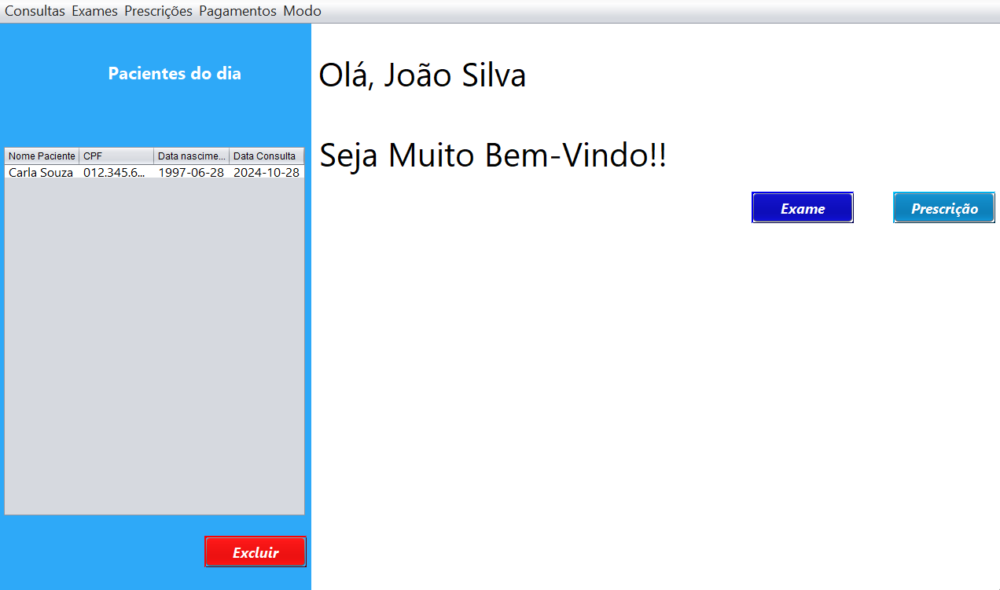 Consultas Exames Prescrições Pagamentos Modo
Pacientes do dia
Nome Paciente CPF Data nascime... Data Consulta
Carla Souza 012.345.6... 1997-06-28 2024-10-28
Excluir
Olá, João Silva
Seja Muito Bem-Vindo!!
Exame Prescrição